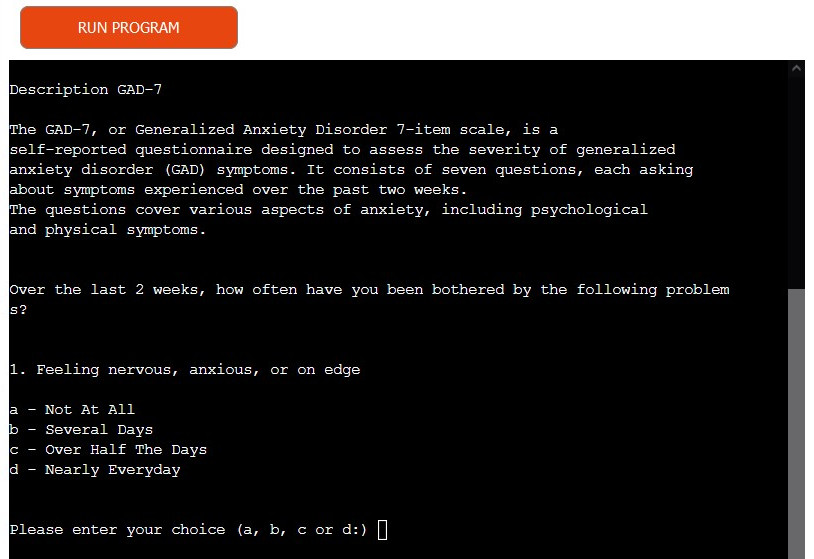 RUN PROGRAM
Description GAD-7
The GAD-7, or Generalized Anxiety Disorder 7-item scale, is a
self-reported questionnaire designed to assess the severity of generalized
anxiety disorder (GAD) symptoms. It consists of seven questions, each asking
about symptoms experienced over the past two weeks.
The questions cover various aspects of anxiety, including psychological
and physical symptoms.
Over the last 2 weeks, how often have you been bothered by the following problem
s?
1. Feeling nervous, anxious, or on edge
a - Not At All
b - Several Days
c - Over Half The Days
d - Nearly Everyday
Please enter your choice (a, b, c or d:)